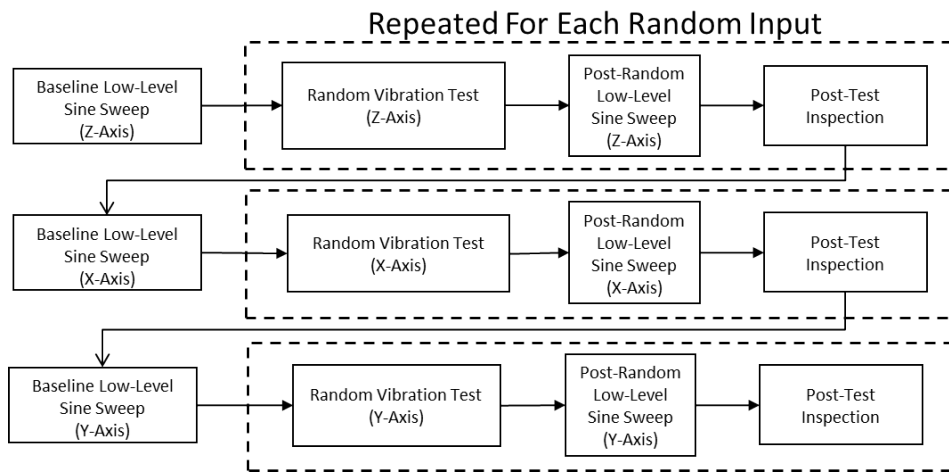 Repeated For Each Random Input
Baseline Low-Level
Sine Sweep
(Z-Axis)
Random Vibration Test
(Z-Axis)
Post-Random
Low-Level
Sine Sweep
(Z-Axis)
Post-Test
Inspection
Baseline Low-Level
Sine Sweep
(X-Axis)
Random Vibration Test
(X-Axis)
Post-Random
Low-Level
Sine Sweep
(X-Axis)
Post-Test
Inspection
Baseline Low-Level
Sine Sweep
(Y-Axis)
Random Vibration Test
(Y-Axis)
Post-Random
Low-Level
Sine Sweep
(Y-Axis)
Post-Test
Inspection